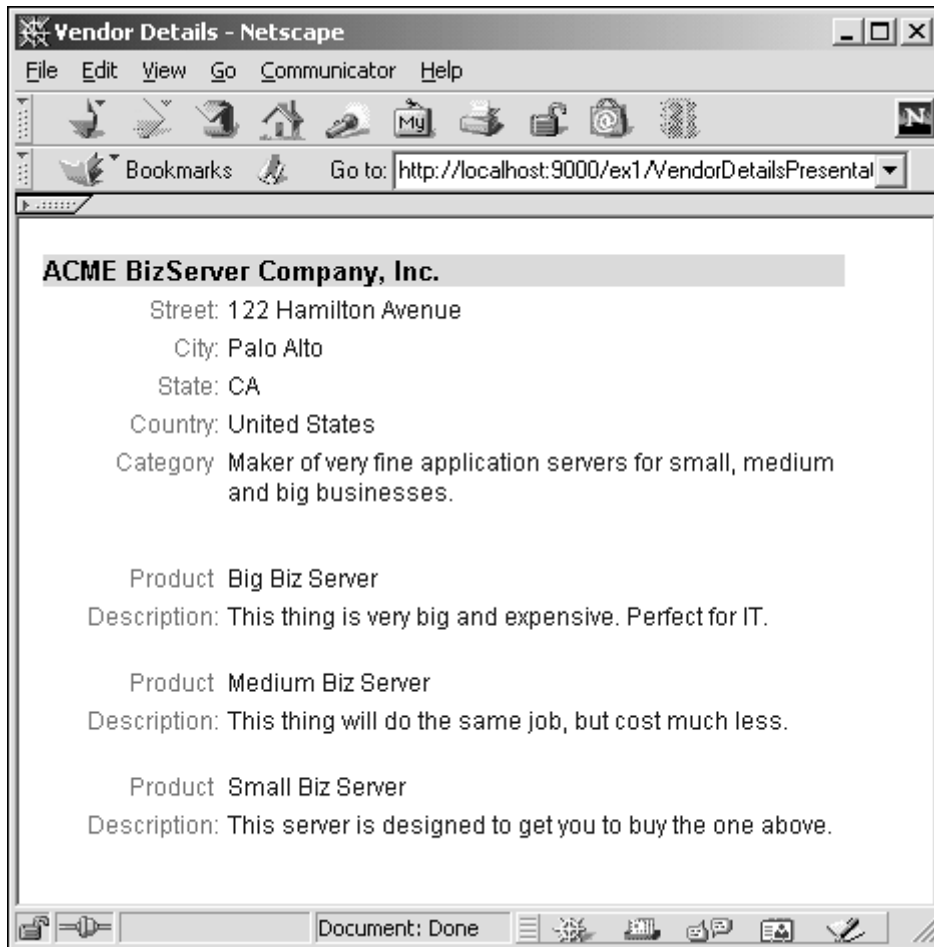 Vendor Details - Netscape
File Edit View Go Communicator Help
My
N
Bookmarks Go to: http://localhost:9000/ex1/VendorDetailsPresentat
ACME BizServer Company, Inc.
Street: 122 Hamilton Avenue
City: Palo Alto
State: CA
Country: United States
Category Maker of very fine application servers for small, medium
and big businesses.
Product Big Biz Server
Description: This thing is very big and expensive. Perfect for IT.
Product Medium Biz Server
Description: This thing will do the same job, but cost much less.
Product Small Biz Server
Description: This server is designed to get you to buy the one above.
Document: Done